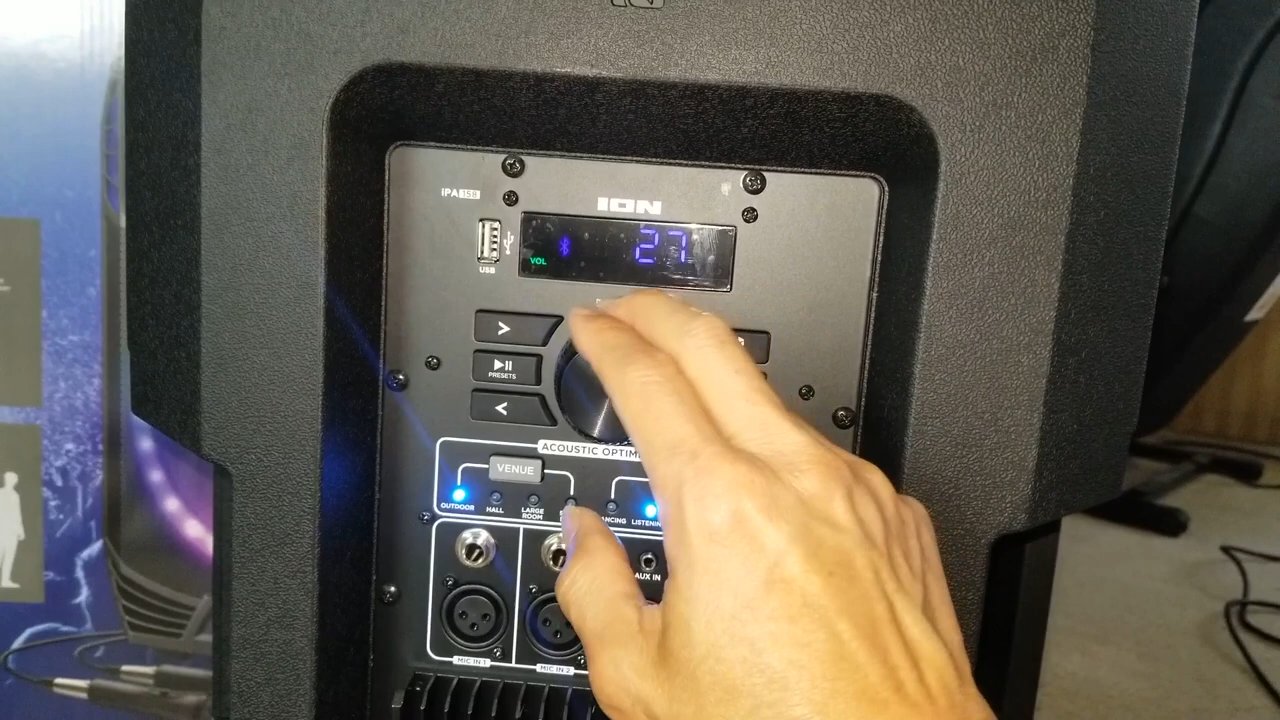 iPA158
ION
USB
VOL
27
>
PRESETS
<
ACOUSTIC OPTIM
VENUE
OUTDOOR
HALL
LARGE
ROOM
ANCING
LISTENIN
AUX IN
MIC IN 1
MIC IN 2